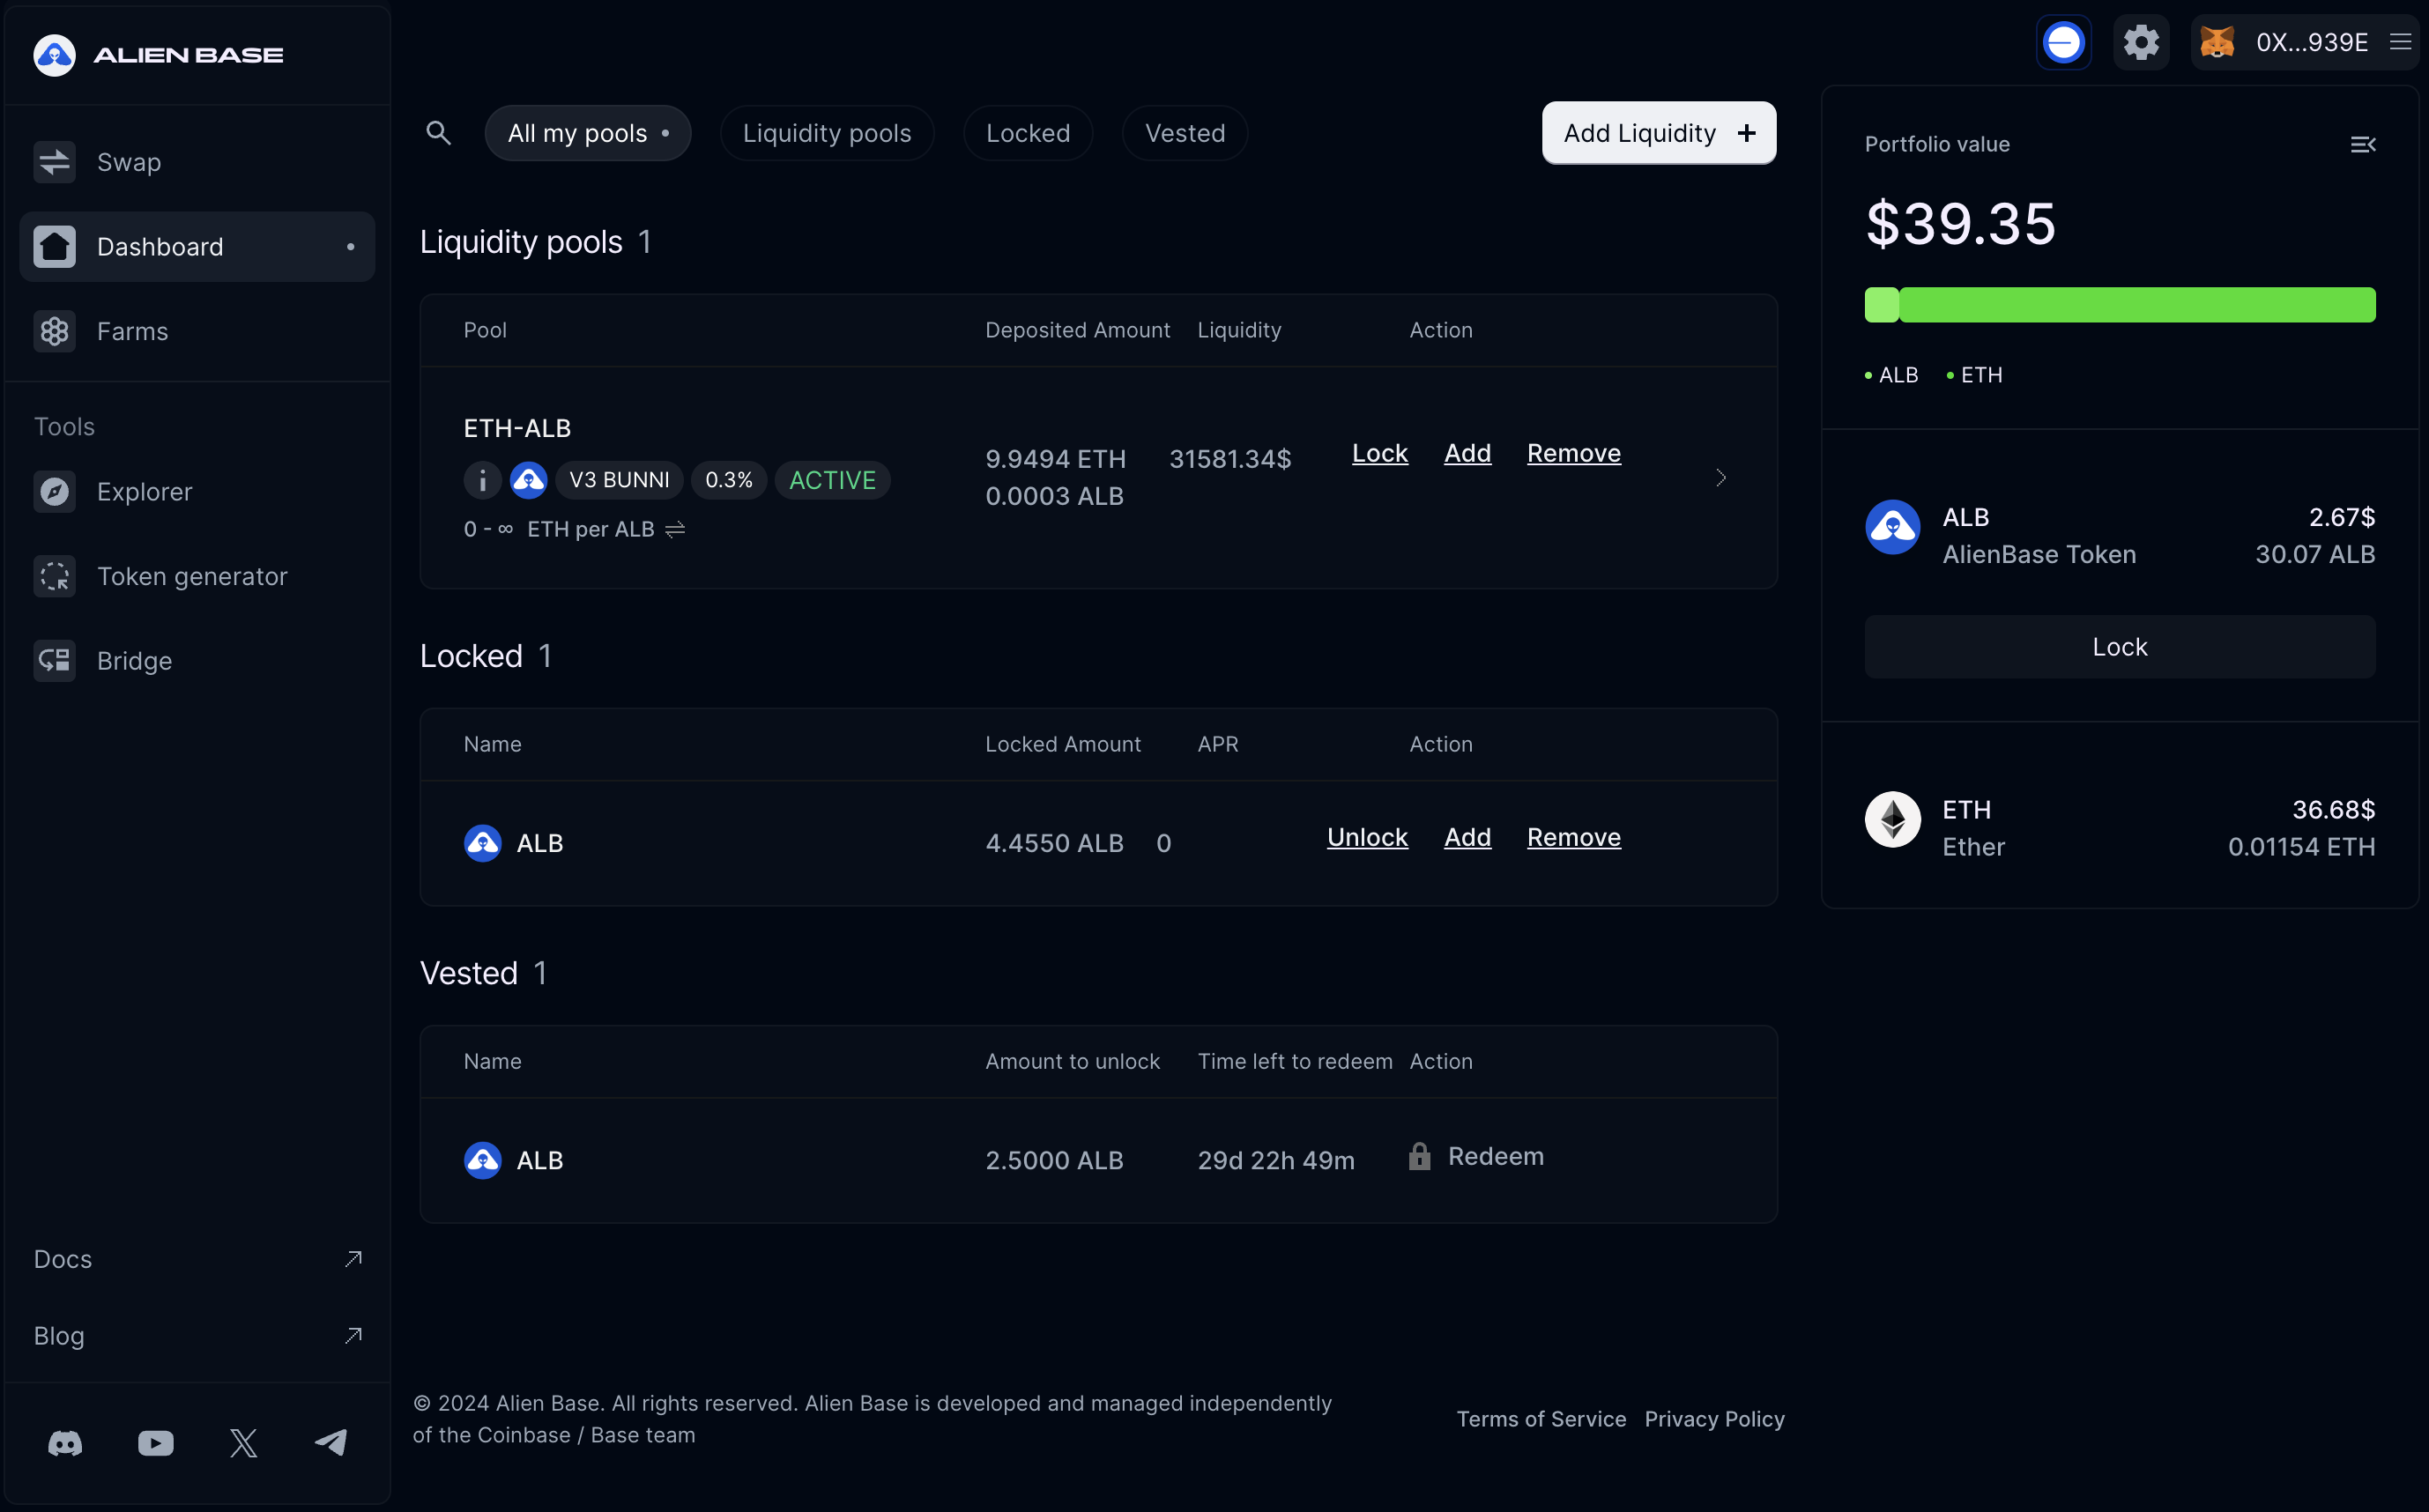 ALIEN BASE
Swap
Dashboard
Farms
Tools
Explorer
Token generator
Bridge
Docs
Blog
0X...939E
All my pools
Liquidity pools
Locked
Vested
Add Liquidity +
Liquidity pools 1
Pool Deposited Amount Liquidity Action
ETH-ALB
V3 BUNNI 0.3% ACTIVE
0 - ∞ ETH per ALB
9.9494 ETH
0.0003 ALB
31581.34$
Lock Add Remove
Locked 1
Name Locked Amount APR Action
ALB 4.4550 ALB 0 Unlock Add Remove
Vested 1
Name Amount to unlock Time left to redeem Action
ALB 2.5000 ALB 29d 22h 49m Redeem
Portfolio value
$39.35
ALB ETH
ALB 2.67$
AlienBase Token 30.07 ALB
Lock
ETH 36.68$
Ether 0.01154 ETH
© 2024 Alien Base. All rights reserved. Alien Base is developed and managed independently
of the Coinbase / Base team
Terms of Service Privacy Policy